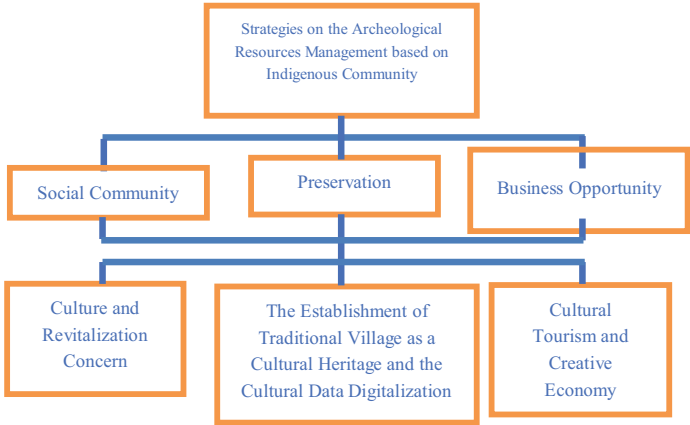 Strategies on the Archeological
Resources Management based on
Indigenous Community
Social Community
Preservation
Business Opportunity
Culture and
Revitalization
Concern
The Establishment of
Traditional Village as a
Cultural Heritage and the
Cultural Data Digitalization
Cultural
Tourism and
Creative
Economy